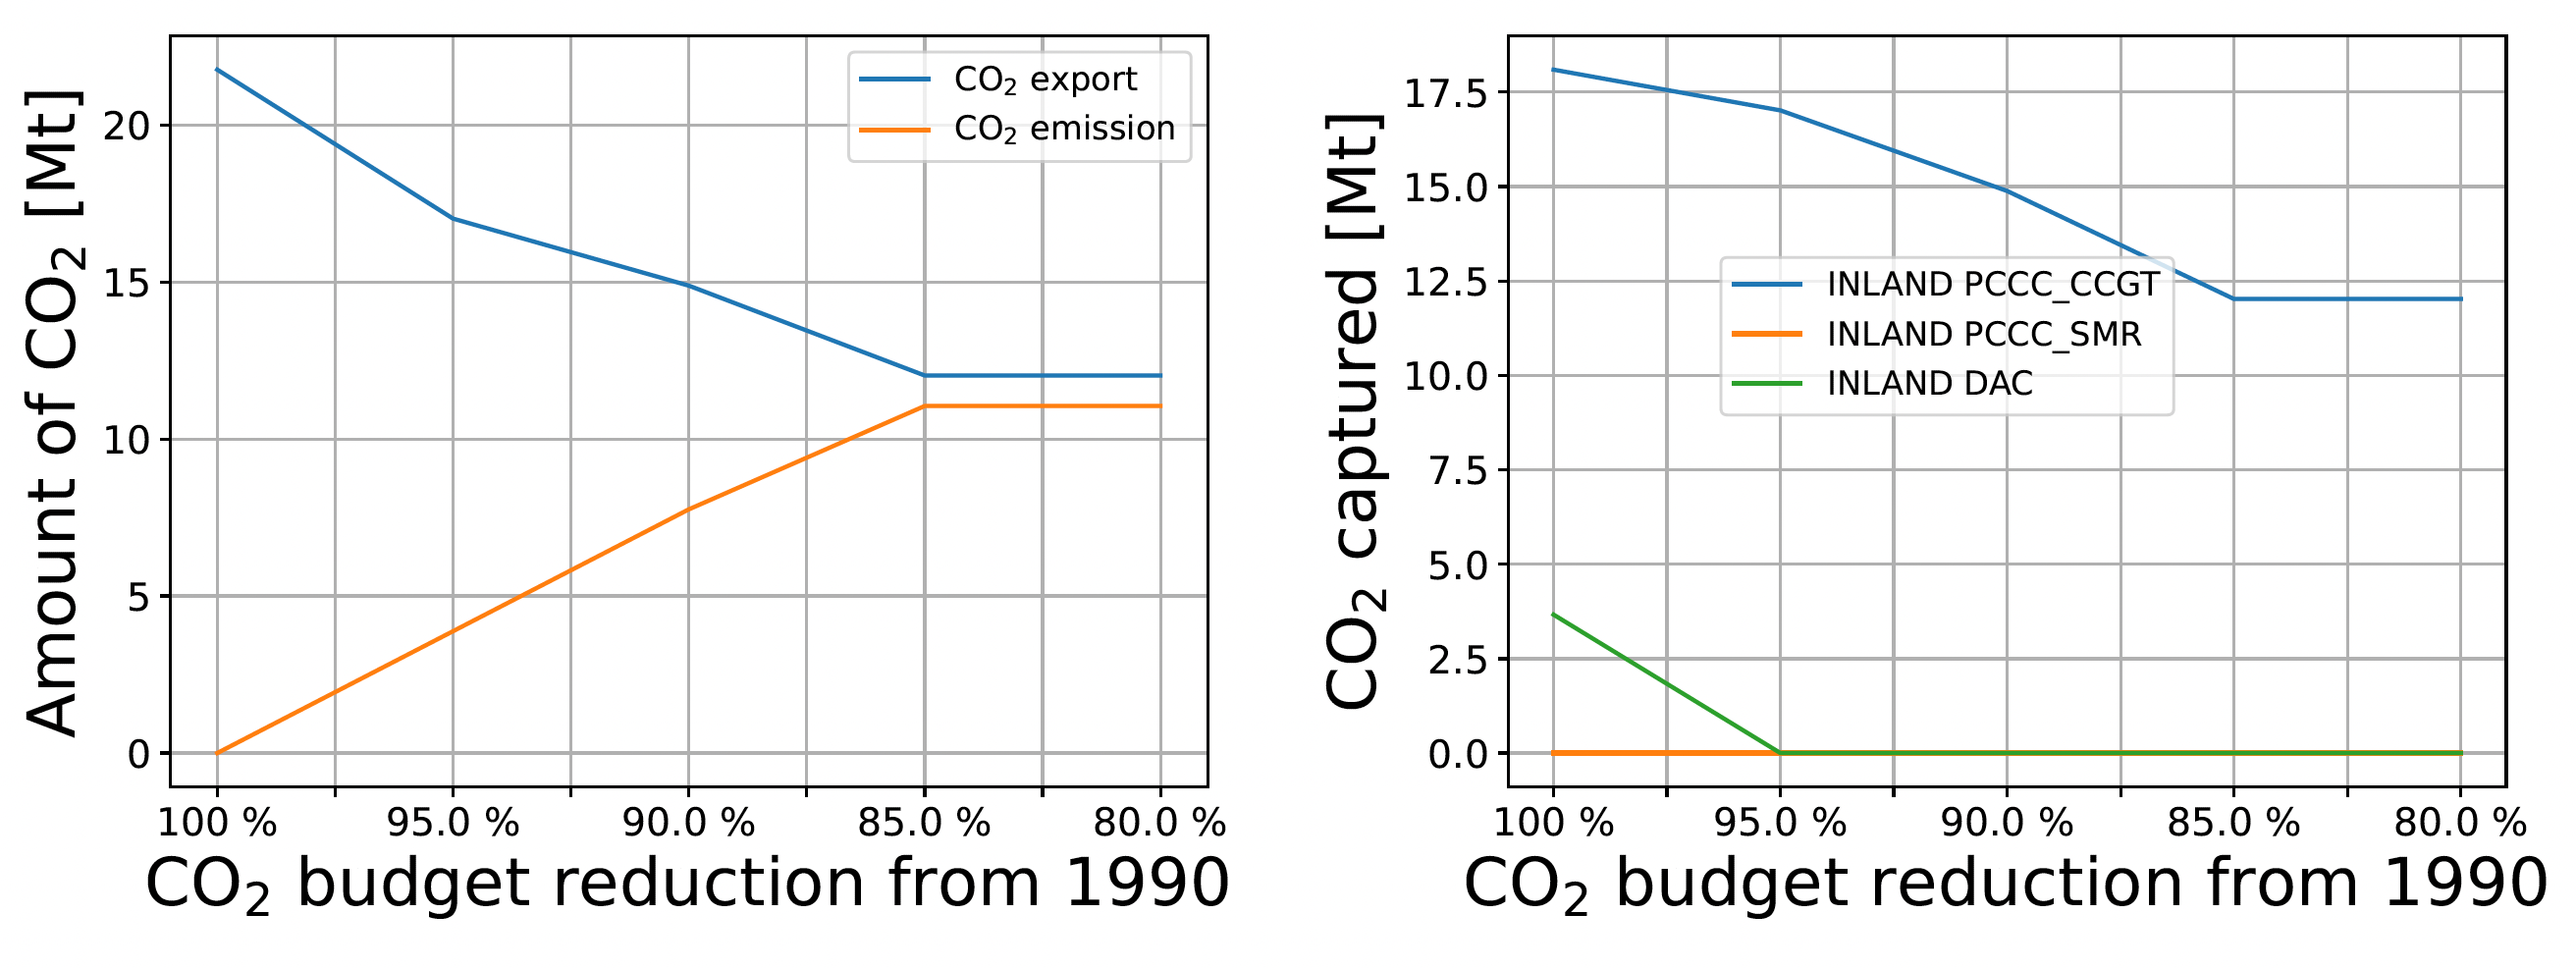 Amount of CO₂ [Mt]
20
15
10
5
0
CO₂ export
CO₂ emission
100 % 95.0 % 90.0 % 85.0 % 80.0 %
CO₂ budget reduction from 1990
CO₂ captured [Mt]
17.5
15.0
12.5
10.0
7.5
5.0
2.5
0.0
INLAND PCCC_CCGT
INLAND PCCC_SMR
INLAND DAC
100 % 95.0 % 90.0 % 85.0 % 80.0 %
CO₂ budget reduction from 1990